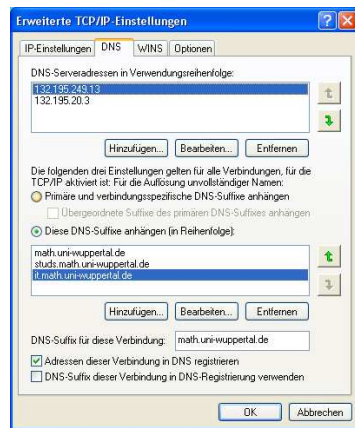 Erweiterte TCP/IP-Einstellungen
IP-Einstellungen DNS WINS Optionen
DNS-Serveradressen in Verwendungsreihenfolge:
132.195.249.13
132.195.20.3
Hinzufügen... Bearbeiten... Entfernen
Die folgenden drei Einstellungen gelten für alle Verbindungen, für die
TCP/IP aktiviert ist: Für die Auflösung unvollständiger Namen:
Primäre und verbindungsspezifische DNS-Suffixe anhängen
Übergeordnete Suffixe des primären DNS-Suffixes anhängen
Diese DNS-Suffixe anhängen (in Reihenfolge):
math.uni-wuppertal.de
studs.math.uni-wuppertal.de
it.math.uni-wuppertal.de
Hinzufügen... Bearbeiten... Entfernen
DNS-Suffix für diese Verbindung: math.uni-wuppertal.de
Adressen dieser Verbindung in DNS registrieren
DNS-Suffix dieser Verbindung in DNS-Registrierung verwenden
OK Abbrechen